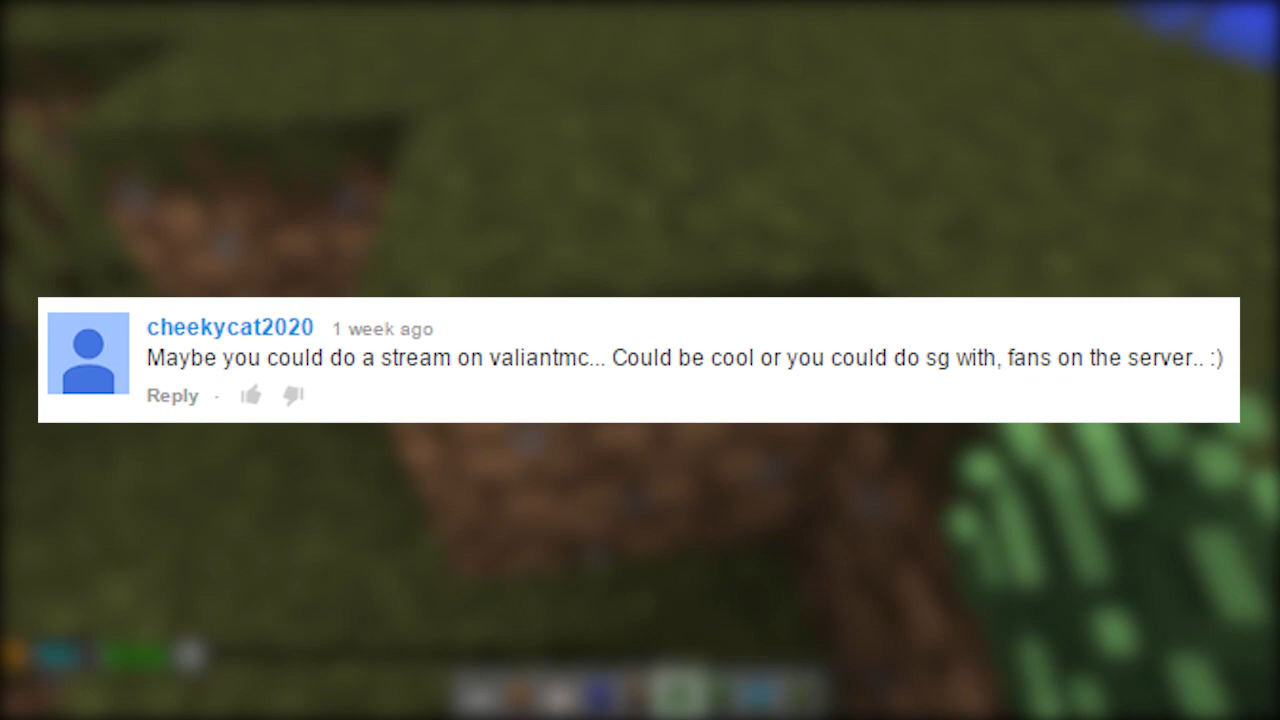 cheekycat2020 1 week ago
Maybe you could do a stream on valiantmc... Could be cool or you could do sg with, fans on the server.. :)
Reply ·